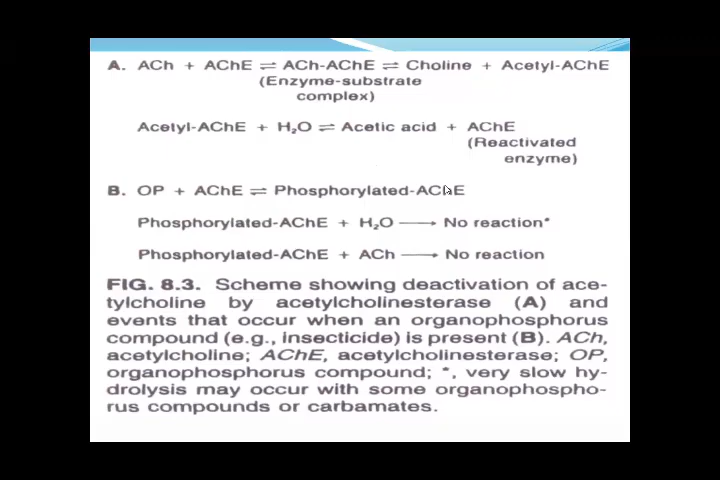 A. ACh + AChE ⇌ ACh-AChE ⇌ Choline + Acetyl-AChE
(Enzyme-substrate
complex)
Acetyl-AChE + H₂O ⇌ Acetic acid + AChE
(Reactivated
enzyme)
B. OP + AChE ⇌ Phosphorylated-AChE
Phosphorylated-AChE + H₂O ⟶ No reaction*
Phosphorylated-AChE + ACh ⟶ No reaction
FIG. 8.3. Scheme showing deactivation of ace-
tylcholine by acetylcholinesterase (A) and
events that occur when an organophosphorus
compound (e.g., insecticide) is present (B). ACh,
acetylcholine; AChE, acetylcholinesterase; OP,
organophosphorus compound; *, very slow hy-
drolysis may occur with some organophospho-
rus compounds or carbamates.